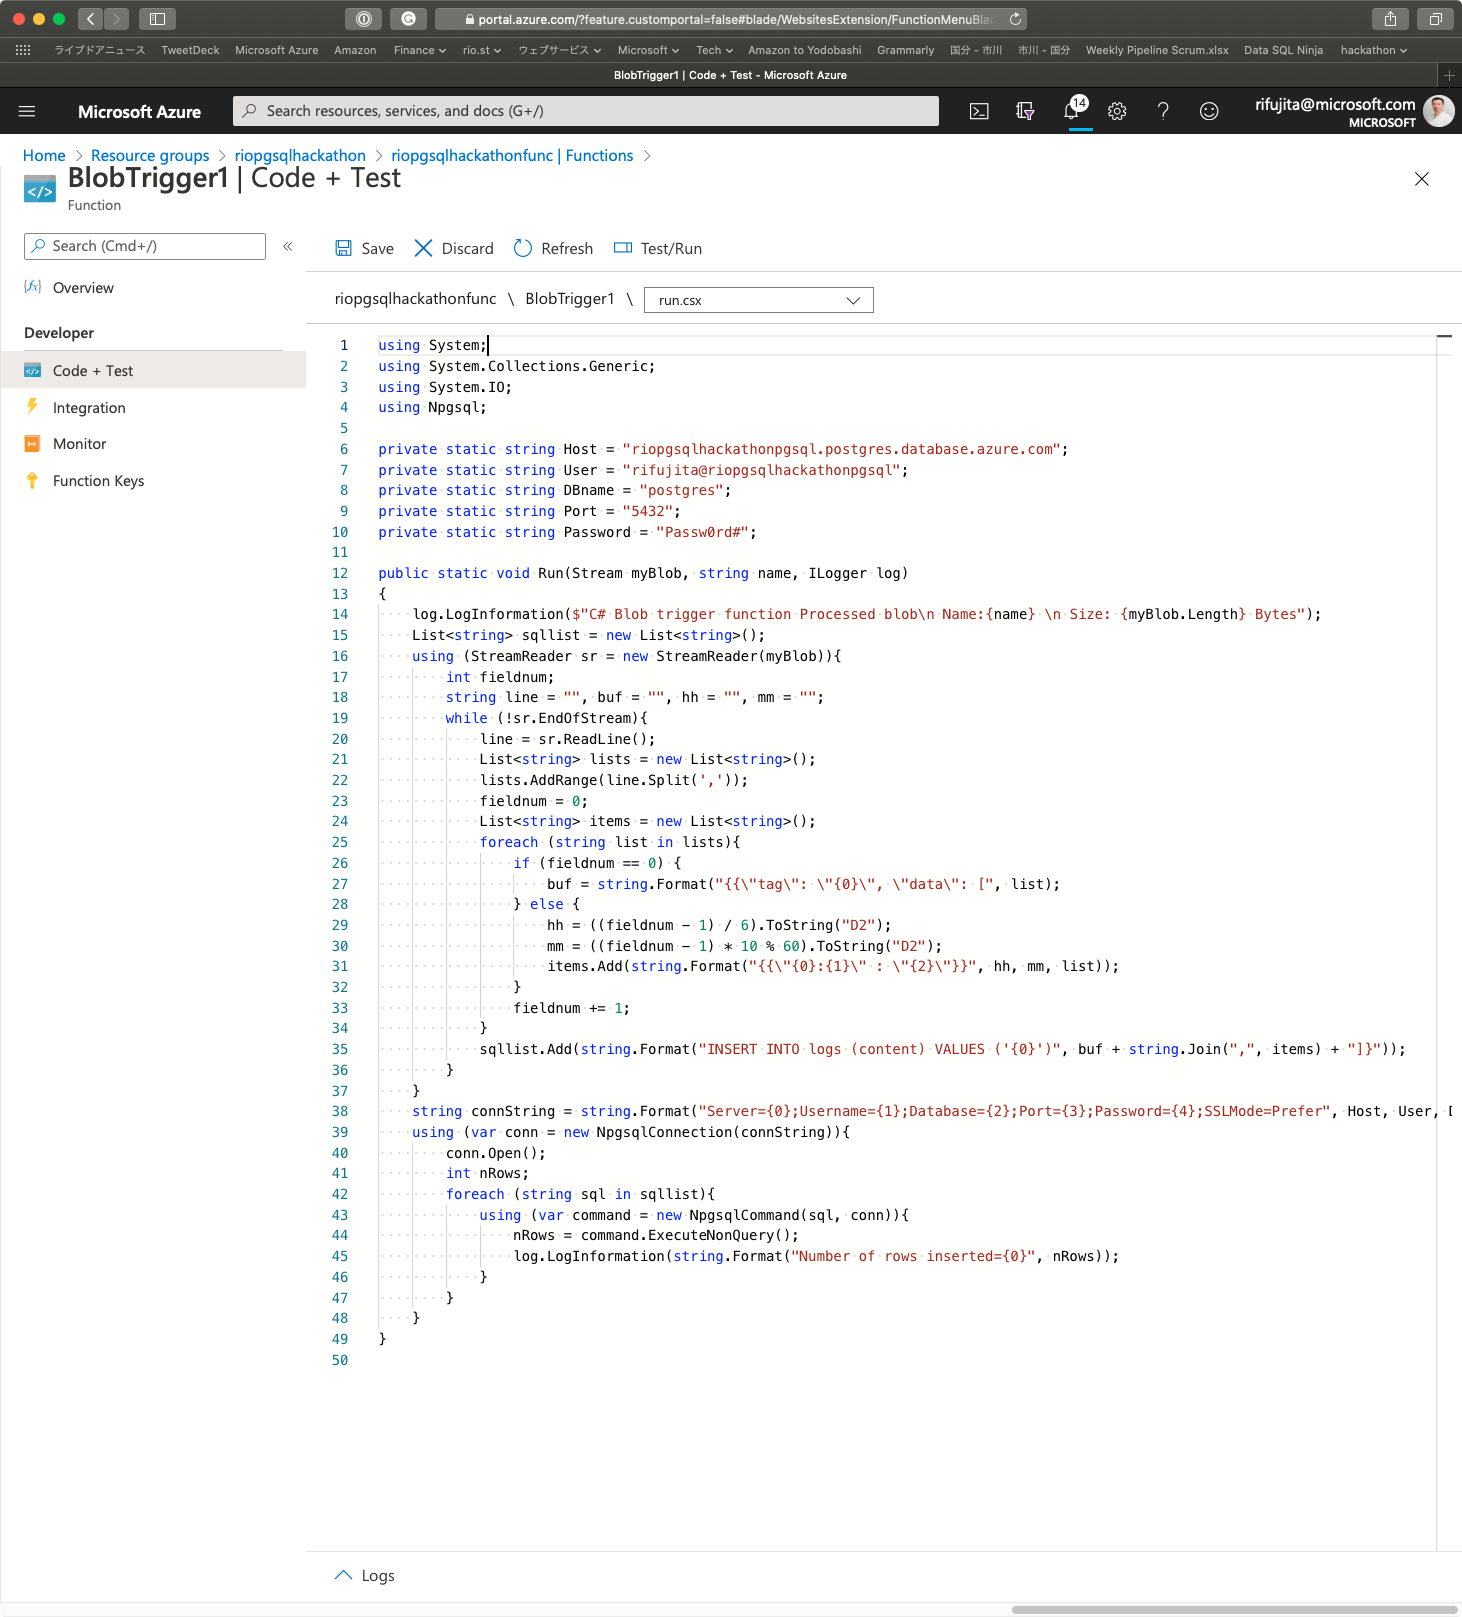 portal.azure.com/?feature.customportal=false#blade/WebsitesExtension/FunctionMenuBla
ライブドアニュース TweetDeck Microsoft Azure Amazon Finance rio.st ウェブサービス Microsoft Tech Amazon to Yodobashi Grammarly 国分 - 市川 市川 - 国分 Weekly Pipeline Scrum.xlsx Data SQL Ninja hackathon
BlobTrigger1 | Code + Test - Microsoft Azure
Microsoft Azure Search resources, services, and docs (G+/) 14 rifujita@microsoft.com
MICROSOFT
Home > Resource groups > riopgsqlhackathon > riopgsqlhackathonfunc | Functions >
BlobTrigger1 | Code + Test
Function
Search (Cmd+/) «
Save Discard Refresh Test/Run
Overview
riopgsqlhackathonfunc \ BlobTrigger1 \ run.csx
Developer
Code + Test
Integration
Monitor
Function Keys
1 using System;
2 using System.Collections.Generic;
3 using System.IO;
4 using Npgsql;
5
6 private static string Host = "riopgsqlhackathonpgsql.postgres.database.azure.com";
7 private static string User = "rifujita@riopgsqlhackathonpgsql";
8 private static string DBname = "postgres";
9 private static string Port = "5432";
10 private static string Password = "Passw0rd#";
11
12 public static void Run(Stream myBlob, string name, ILogger log)
13 {
14 log.LogInformation($"C# Blob trigger function Processed blob\n Name:{name} \n Size: {myBlob.Length} Bytes");
15 List<string> sqllist = new List<string>();
16 using (StreamReader sr = new StreamReader(myBlob)){
17 int fieldnum;
18 string line = "", buf = "", hh = "", mm = "";
19 while (!sr.EndOfStream){
20 line = sr.ReadLine();
21 List<string> lists = new List<string>();
22 lists.AddRange(line.Split(','));
23 fieldnum = 0;
24 List<string> items = new List<string>();
25 foreach (string list in lists){
26 if (fieldnum == 0) {
27 buf = string.Format("{{\"tag\": \"{0}\", \"data\": [", list);
28 } else {
29 hh = ((fieldnum - 1) / 6).ToString("D2");
30 mm = ((fieldnum - 1) * 10 % 60).ToString("D2");
31 items.Add(string.Format("{{\"{0}:{1}\" : \"{2}\"}}", hh, mm, list));
32 }
33 fieldnum += 1;
34 }
35 sqllist.Add(string.Format("INSERT INTO logs (content) VALUES ('{0}')", buf + string.Join(",", items) + "]}"));
36 }
37 }
38 string connString = string.Format("Server={0};Username={1};Database={2};Port={3};Password={4};SSLMode=Prefer", Host, User,
39 using (var conn = new NpgsqlConnection(connString)){
40 conn.Open();
41 int nRows;
42 foreach (string sql in sqllist){
43 using (var command = new NpgsqlCommand(sql, conn)){
44 nRows = command.ExecuteNonQuery();
45 log.LogInformation(string.Format("Number of rows inserted={0}", nRows));
46 }
47 }
48 }
49 }
50
Logs